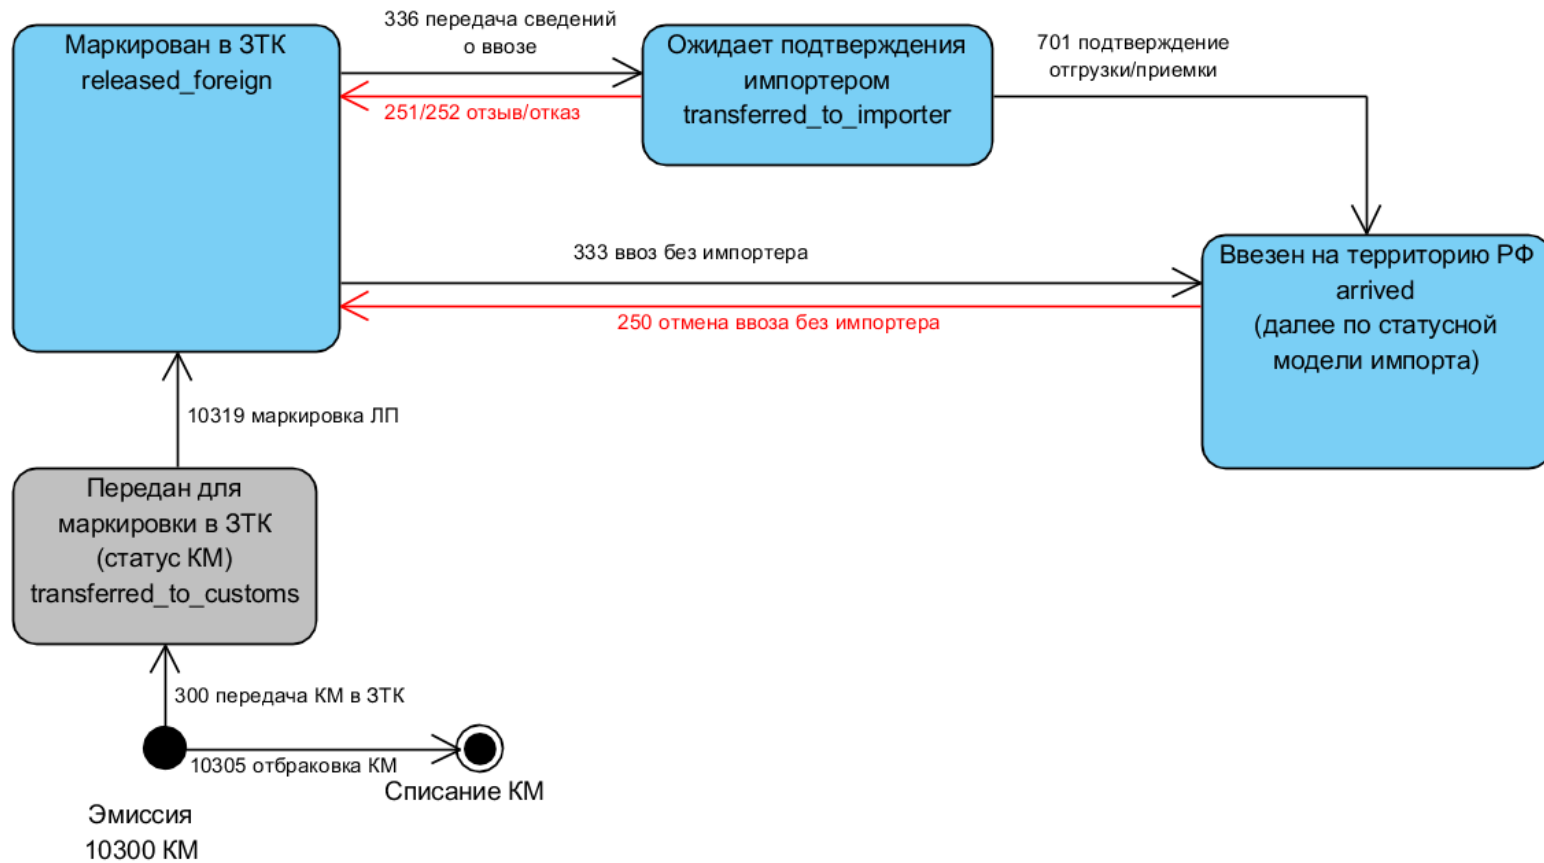 336 передача сведений
о ввозе
Маркирован в ЗТК
released_foreign
Ожидает подтверждения
импортером
transferred_to_importer
701 подтверждение
отгрузки/приемки
251/252 отзыв/отказ
333 ввоз без импортера
Ввезен на территорию РФ
arrived
(далее по статусной
модели импорта)
250 отмена ввоза без импортера
10319 маркировка ЛП
Передан для
маркировки в ЗТК
(статус КМ)
transferred_to_customs
300 передача КМ в ЗТК
10305 отбраковка КМ
Списание КМ
Эмиссия
10300 КМ